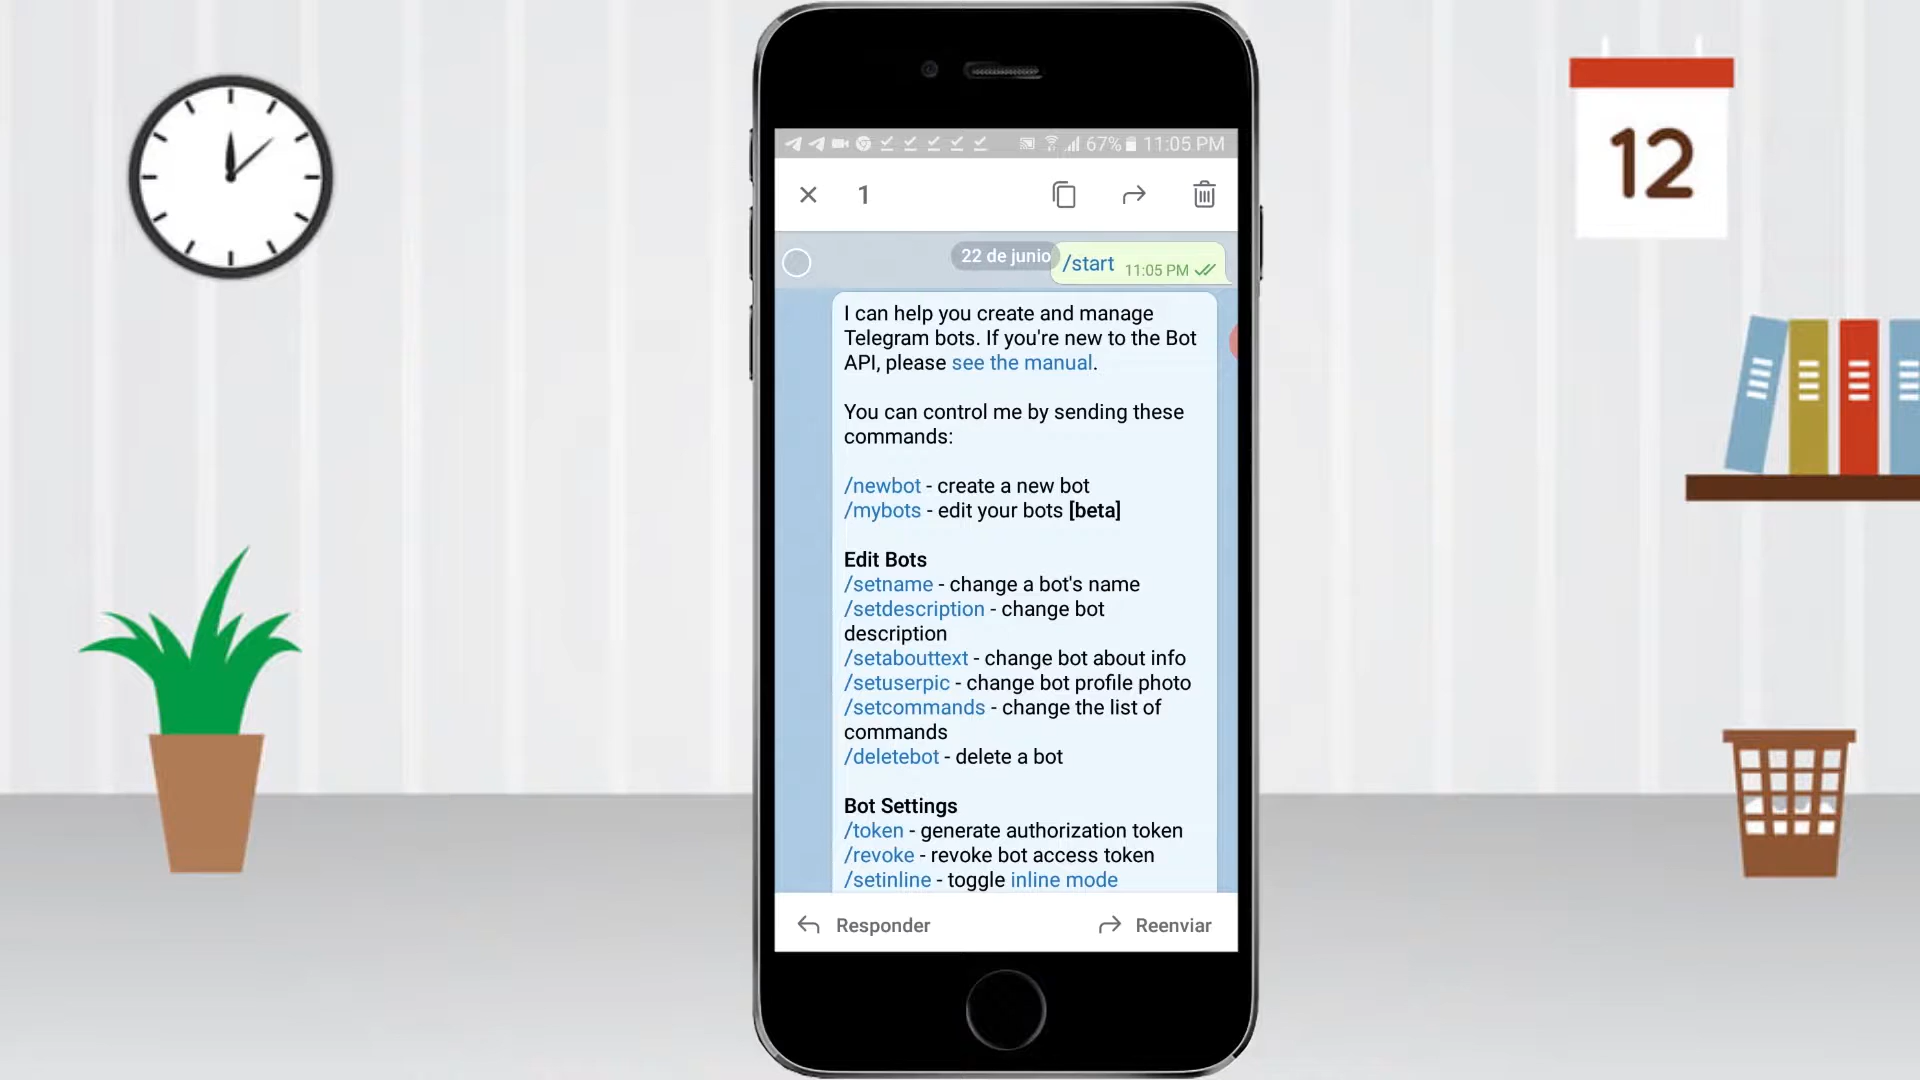 67% 11:05 PM
1
22 de junio
/start 11:05 PM
I can help you create and manage
Telegram bots. If you're new to the Bot
API, please see the manual.
You can control me by sending these
commands:
/newbot - create a new bot
/mybots - edit your bots [beta]
Edit Bots
/setname - change a bot's name
/setdescription - change bot
description
/setabouttext - change bot about info
/setuserpic - change bot profile photo
/setcommands - change the list of
commands
/deletebot - delete a bot
Bot Settings
/token - generate authorization token
/revoke - revoke bot access token
/setinline - toggle inline mode
Responder
Reenviar
12